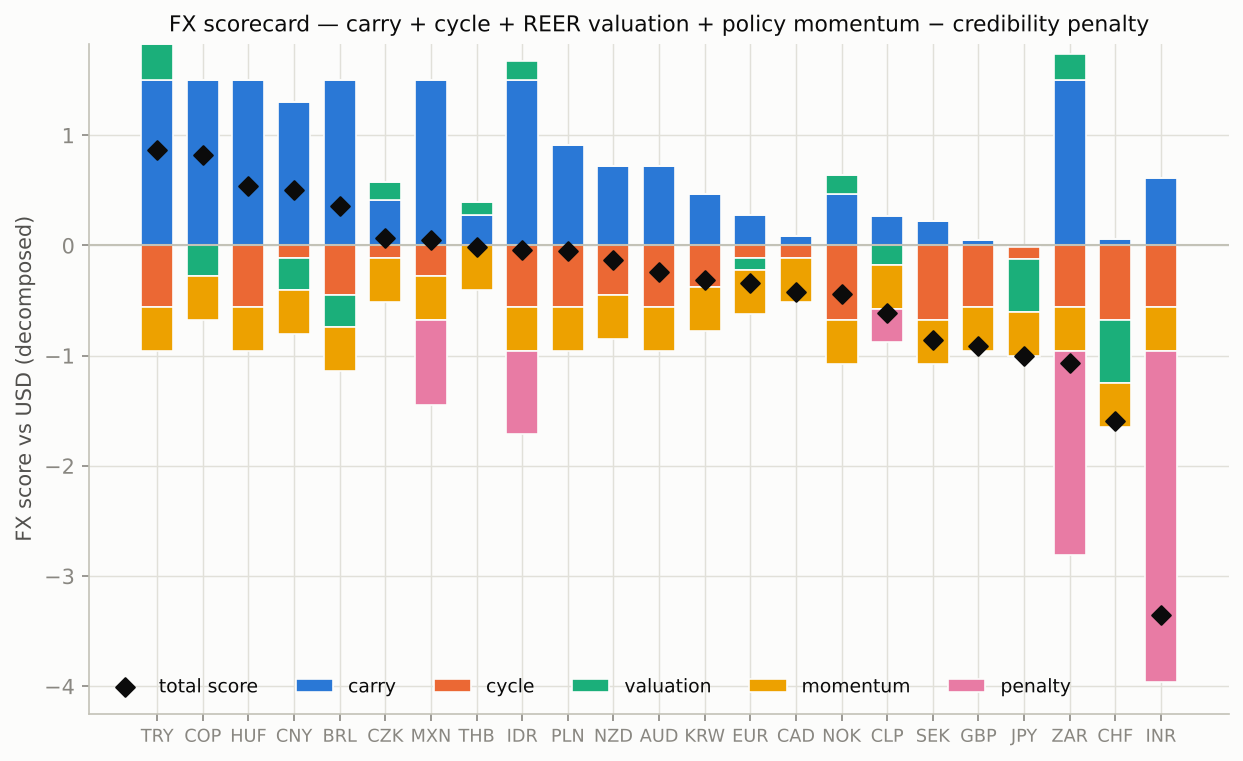 FX scorecard — carry + cycle + REER valuation + policy momentum − credibility penalty
FX score vs USD (decomposed)
1
0
−1
−2
−3
−4
total score carry cycle valuation momentum penalty
TRY COP HUF CNY BRL CZK MXN THB IDR PLN NZD AUD KRW EUR CAD NOK CLP SEK GBP JPY ZAR CHF INR